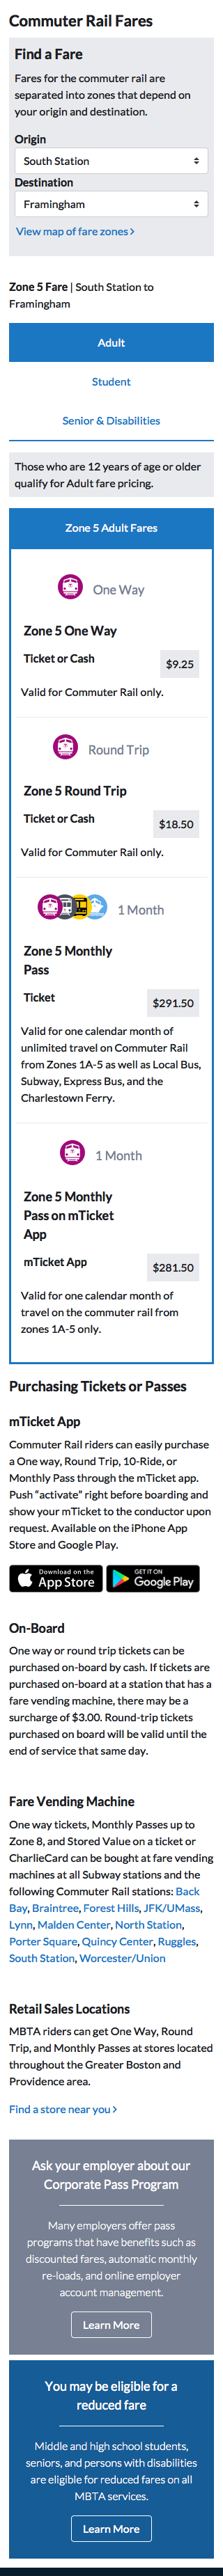 Commuter Rail Fares
Find a Fare
Fares for the commuter rail are
separated into zones that depend on
your origin and destination.
Origin
South Station
Destination
Framingham
View map of fare zones
Zone 5 Fare | South Station to
Framingham
Adult
Student
Senior & Disabilities
Those who are 12 years of age or older
qualify for Adult fare pricing.
Zone 5 Adult Fares
One Way
Zone 5 One Way
Ticket or Cash
$9.25
Valid for Commuter Rail only.
Round Trip
Zone 5 Round Trip
Ticket or Cash
$18.50
Valid for Commuter Rail only.
1 Month
Zone 5 Monthly
Pass
Ticket
$291.50
Valid for one calendar month of
unlimited travel on Commuter Rail
from Zones 1A-5 as well as Local Bus,
Subway, Express Bus, and the
Charlestown Ferry.
1 Month
Zone 5 Monthly
Pass on mTicket
App
mTicket App
$281.50
Valid for one calendar month of
travel on the commuter rail from
zones 1A-5 only.
Purchasing Tickets or Passes
mTicket App
Commuter Rail riders can easily purchase
a One way, Round Trip, 10-Ride, or
Monthly Pass through the mTicket app.
Push “activate” right before boarding and
show your mTicket to the conductor upon
request. Available on the iPhone App
Store and Google Play.
Download on the
App Store
GET IT ON
Google Play
On-Board
One way or round trip tickets can be
purchased on-board by cash. If tickets are
purchased on-board at a station that has a
fare vending machine, there may be a
surcharge of $3.00. Round-trip tickets
purchased on board will be valid until the
end of service that same day.
Fare Vending Machine
One way tickets, Monthly Passes up to
Zone 8, and Stored Value on a ticket or
CharlieCard can be bought at fare vending
machines at all Subway stations and the
following Commuter Rail stations: Back
Bay, Braintree, Forest Hills, JFK/UMass,
Lynn, Malden Center, North Station,
Porter Square, Quincy Center, Ruggles,
South Station, Worcester/Union
Retail Sales Locations
MBTA riders can get One Way, Round
Trip, and Monthly Passes at stores located
throughout the Greater Boston and
Providence area.
Find a store near you
Ask your employer about our
Corporate Pass Program
Many employers offer pass
programs that have benefits such as
discounted fares, automatic monthly
re-loads, and online employer
account management.
Learn More
You may be eligible for a
reduced fare
Middle and high school students,
seniors, and persons with disabilities
are eligible for reduced fares on all
MBTA services.
Learn More